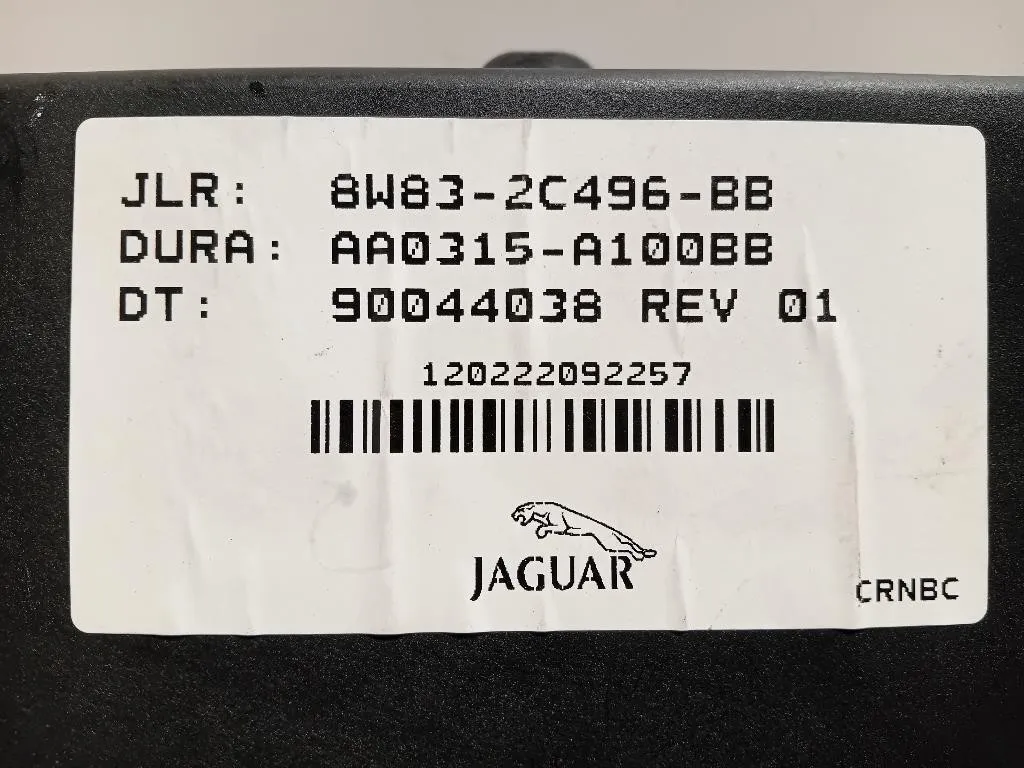 JLR: 8W83-2C496-BB
DURA: AA0315-A100BB
DT: 90044038 REV 01
120222092257
JAGUAR
CRNBC